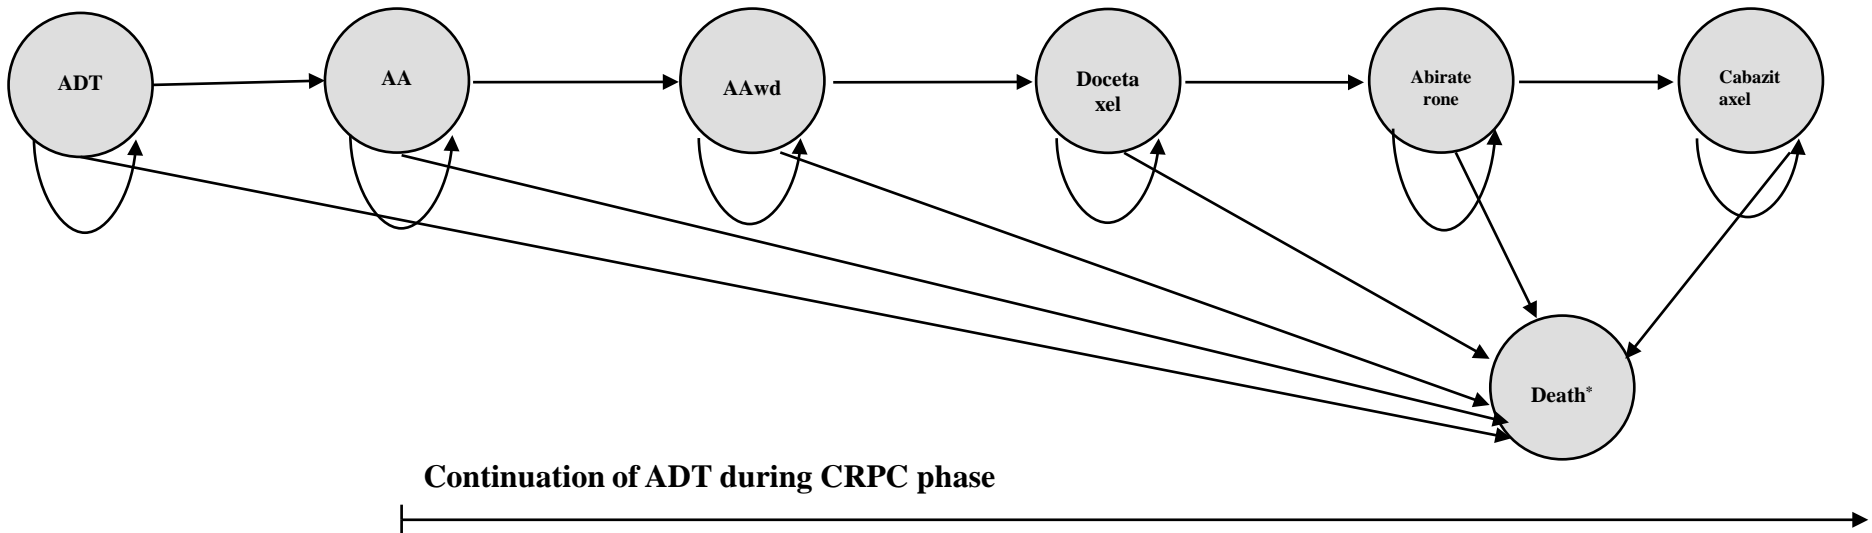 ADT
AA
AAwd
Doceta
xel
Abirate
rone
Cabazit
axel
Death*
Continuation of ADT during CRPC phase